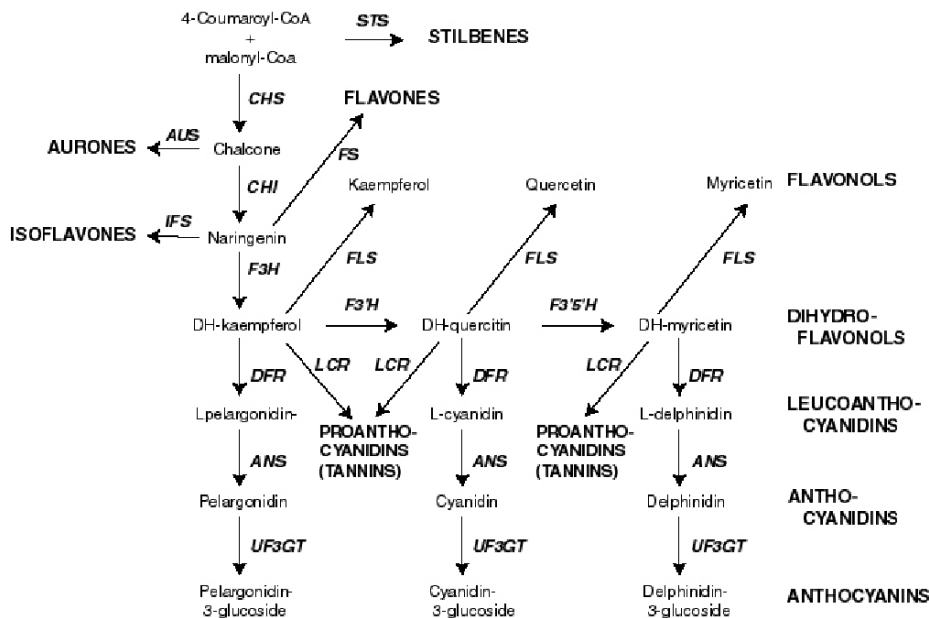 4-Coumaroyl-CoA
+
malonyl-Coa
STS
STILBENES
CHS
FLAVONES
AURONES
AUS
Chalcone
FS
CHI
Kaempferol
Quercetin
Myricetin
FLAVONOLS
ISOFLAVONES
IFS
Naringenin
F3H
FLS
FLS
FLS
DH-kaempferol
F3'H
DH-quercitin
F3'5'H
DH-myricetin
DIHYDRO-
FLAVONOLS
DFR
LCR
LCR
DFR
LCR
DFR
Lpelargonidin-
L-cyanidin
L-delphinidin
LEUCOANTHO-
CYANIDINS
PROANTHO-
CYANIDINS
(TANNINS)
PROANTHO-
CYANIDINS
(TANNINS)
ANS
ANS
ANS
Pelargonidin
Cyanidin
Delphinidin
ANTHO-
CYANIDINS
UF3GT
UF3GT
UF3GT
Pelargonidin-
3-glucoside
Cyanidin-
3-glucoside
Delphinidin-
3-glucoside
ANTHOCYANINS